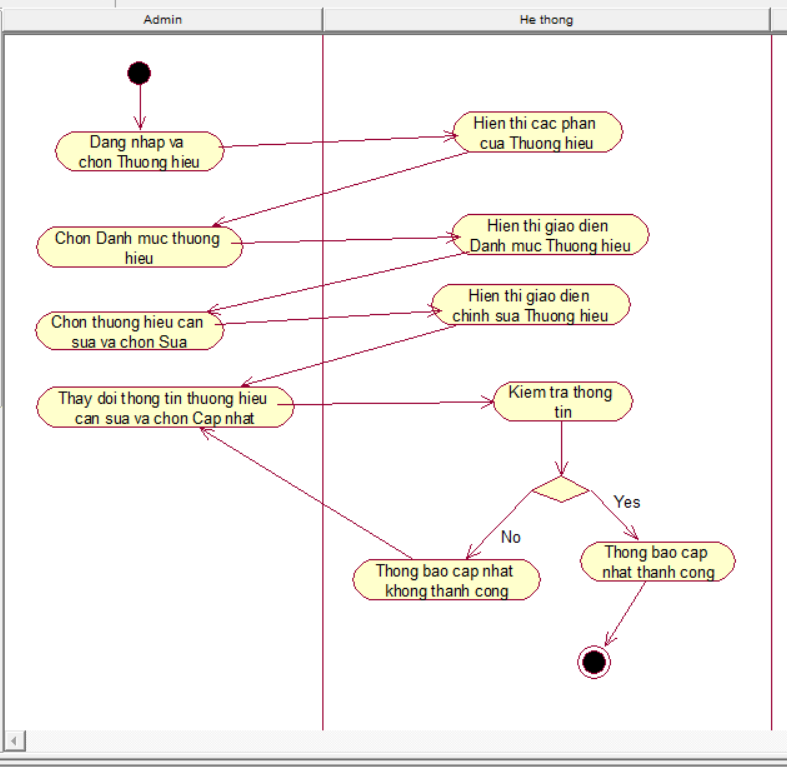 Admin
He thong
Dang nhap va
chon Thuong hieu
Hien thi cac phan
cua Thuong hieu
Chon Danh muc thuong
hieu
Hien thi giao dien
Danh muc Thuong hieu
Chon thuong hieu can
sua va chon Sua
Hien thi giao dien
chinh sua Thuong hieu
Thay doi thong tin thuong hieu
can sua va chon Cap nhat
Kiem tra thong
tin
Yes
No
Thong bao cap nhat
khong thanh cong
Thong bao cap
nhat thanh cong